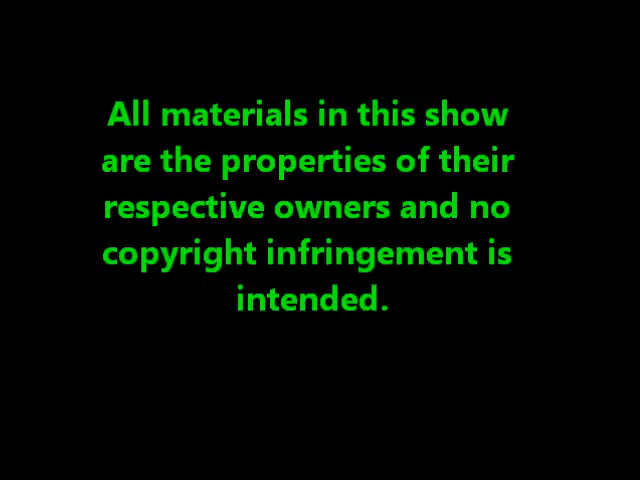 All materials in this show
are the properties of their
respective owners and no
copyright infringement is
intended.